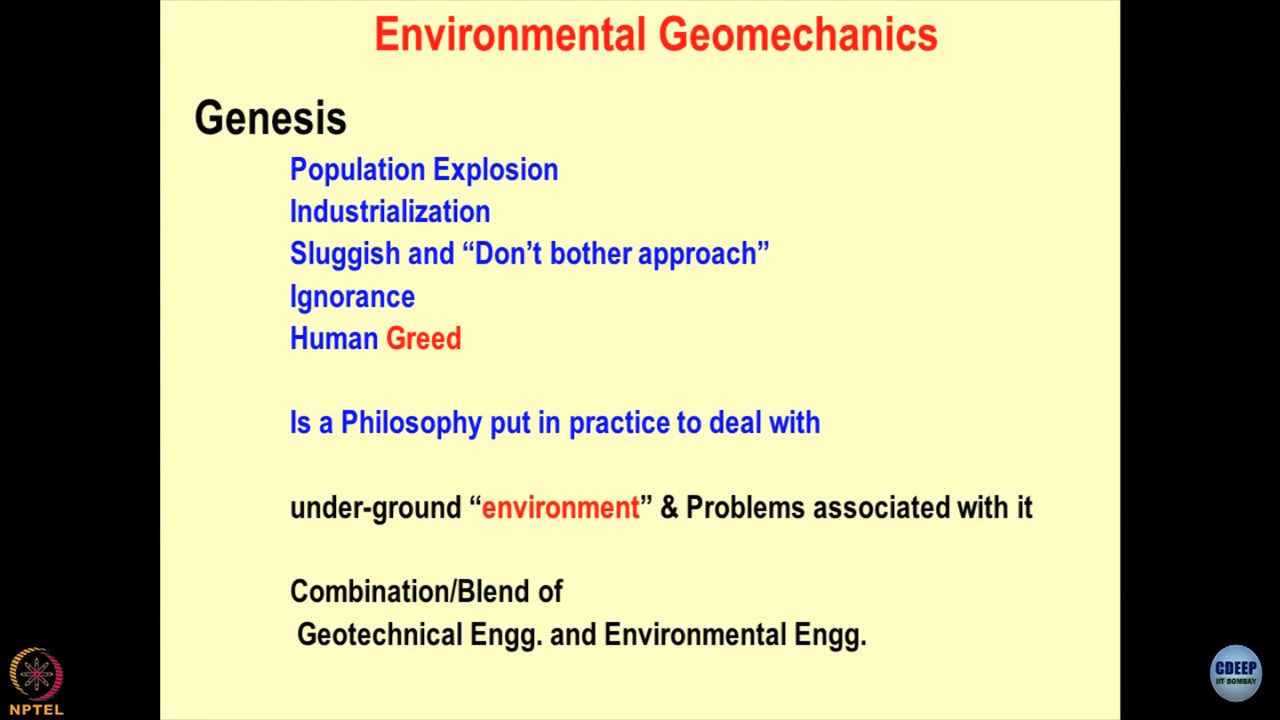 Environmental Geomechanics
Genesis
Population Explosion
Industrialization
Sluggish and “Don’t bother approach”
Ignorance
Human Greed
Is a Philosophy put in practice to deal with
under-ground “environment” & Problems associated with it
Combination/Blend of
Geotechnical Engg. and Environmental Engg.
NPTEL
CDEEP
IIT BOMBAY